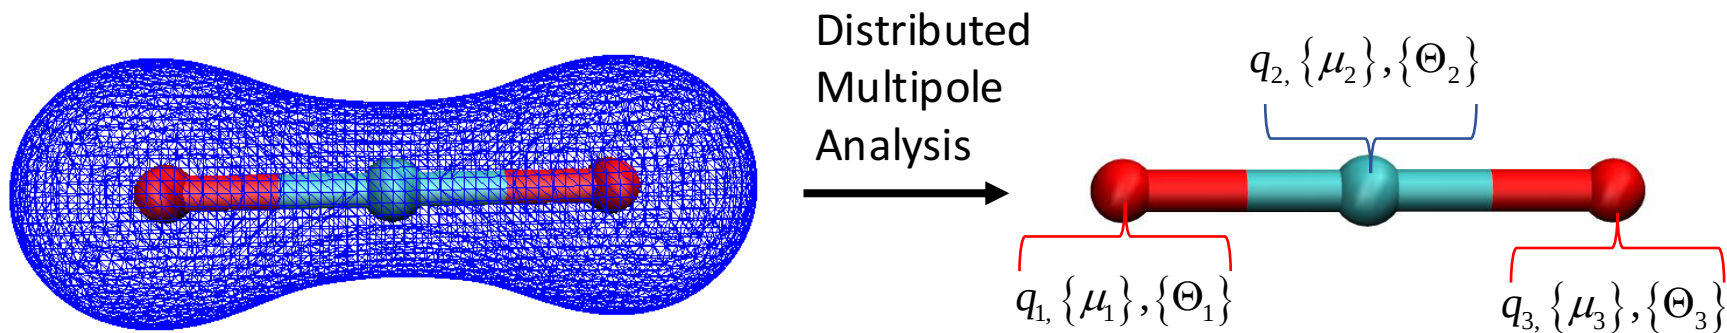 Distributed
Multipole
Analysis
q₂, {μ₂}, {Θ₂}
q₁, {μ₁}, {Θ₁}
q₃, {μ₃}, {Θ₃}